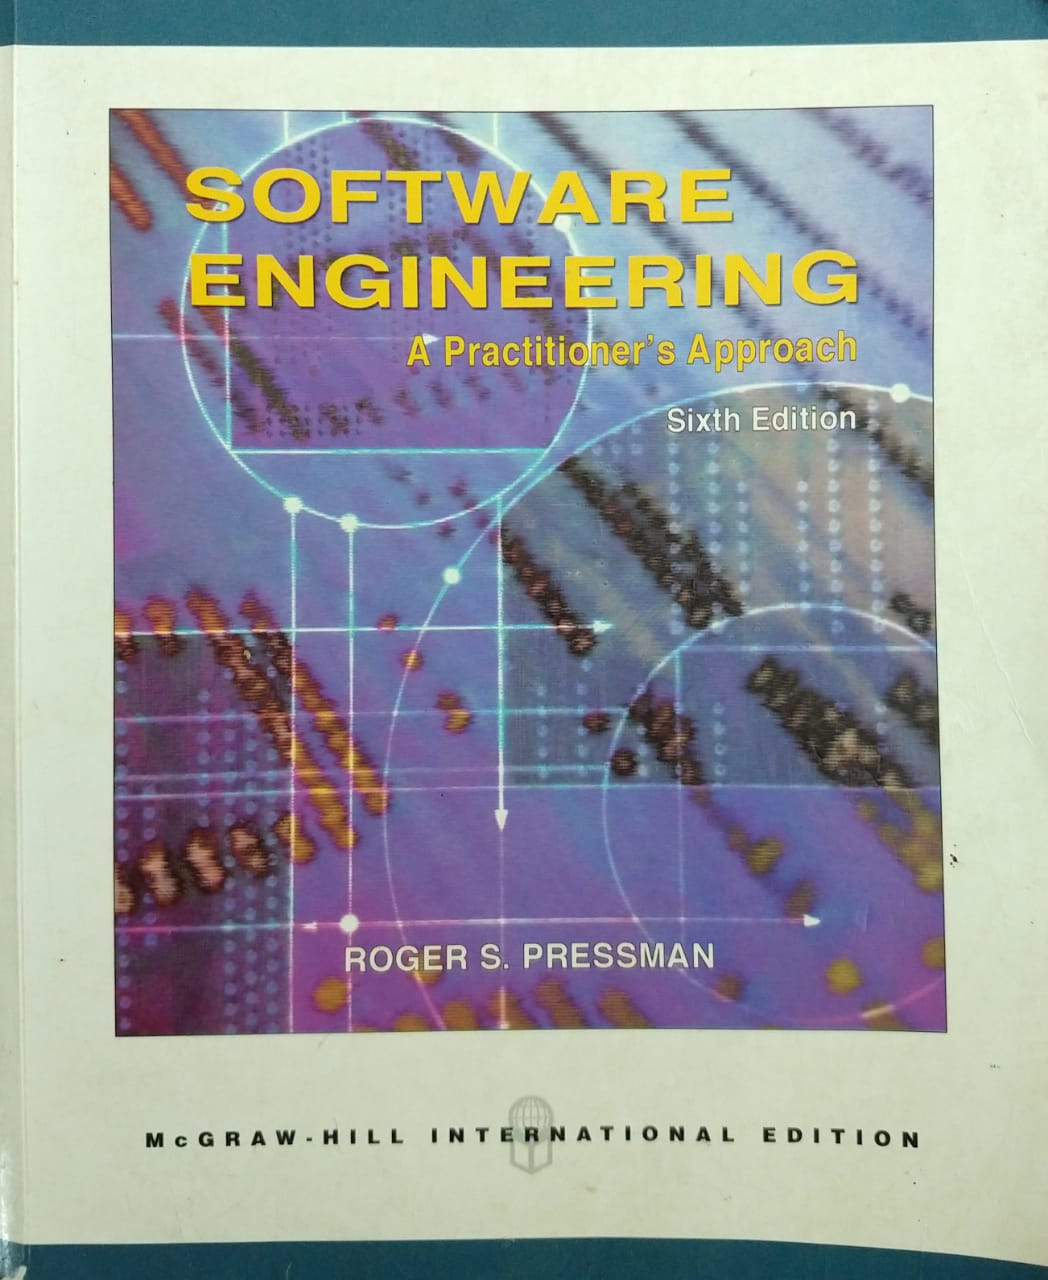 SOFTWARE
ENGINEERING
A Practitioner's Approach
Sixth Edition
ROGER S. PRESSMAN
McGRAW-HILL INTERNATIONAL EDITION